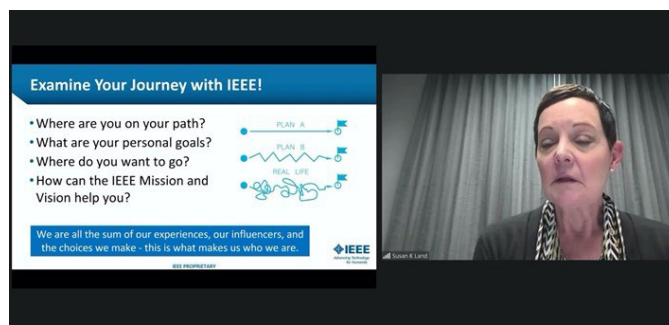 Examine Your Journey with IEEE!
• Where are you on your path?
• What are your personal goals?
• Where do you want to go?
• How can the IEEE Mission and
Vision help you?
PLAN A
PLAN B
REAL LIFE
We are all the sum of our experiences, our influencers, and
the choices we make - this is what makes us who we are.
IEEE
Advancing Technology
for Humanity
IEEE PROPRIETARY
Susan K Land